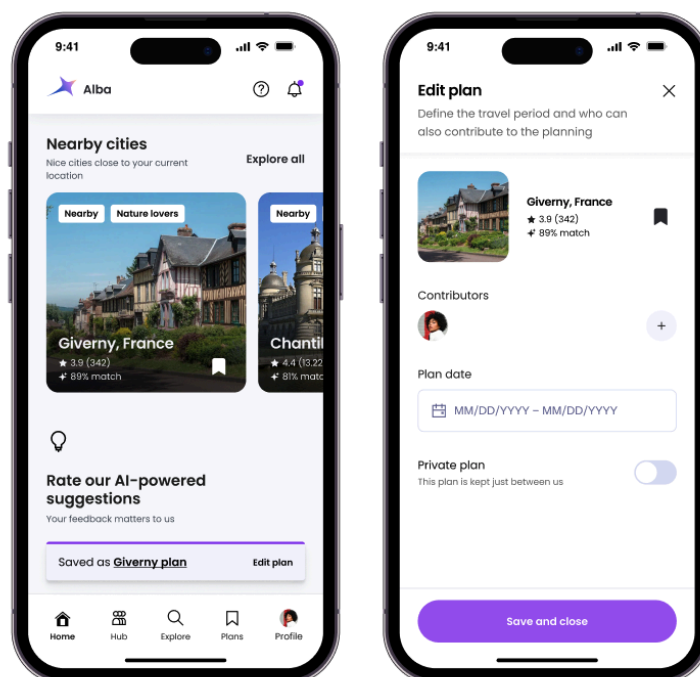 9:41
Alba
Nearby cities
Nice cities close to your current
location
Explore all
Nearby
Nature lovers
Giverny, France
3.9 (342)
89% match
Nearby
4.4 (13.22
81%
Rate our AI-powered
suggestions
Your feedback matters to us
Saved as Giverny plan
Edit plan
Home
Hub
Explore
Plans
Profile
9:41
Edit plan
Define the travel period and who can
also contribute to the planning
Giverny, France
3.9 (342)
89% match
Contributors
+
Plan date
MM/DD/YYYY – MM/DD/YYYY
Private plan
This plan is kept just between us
Save and close